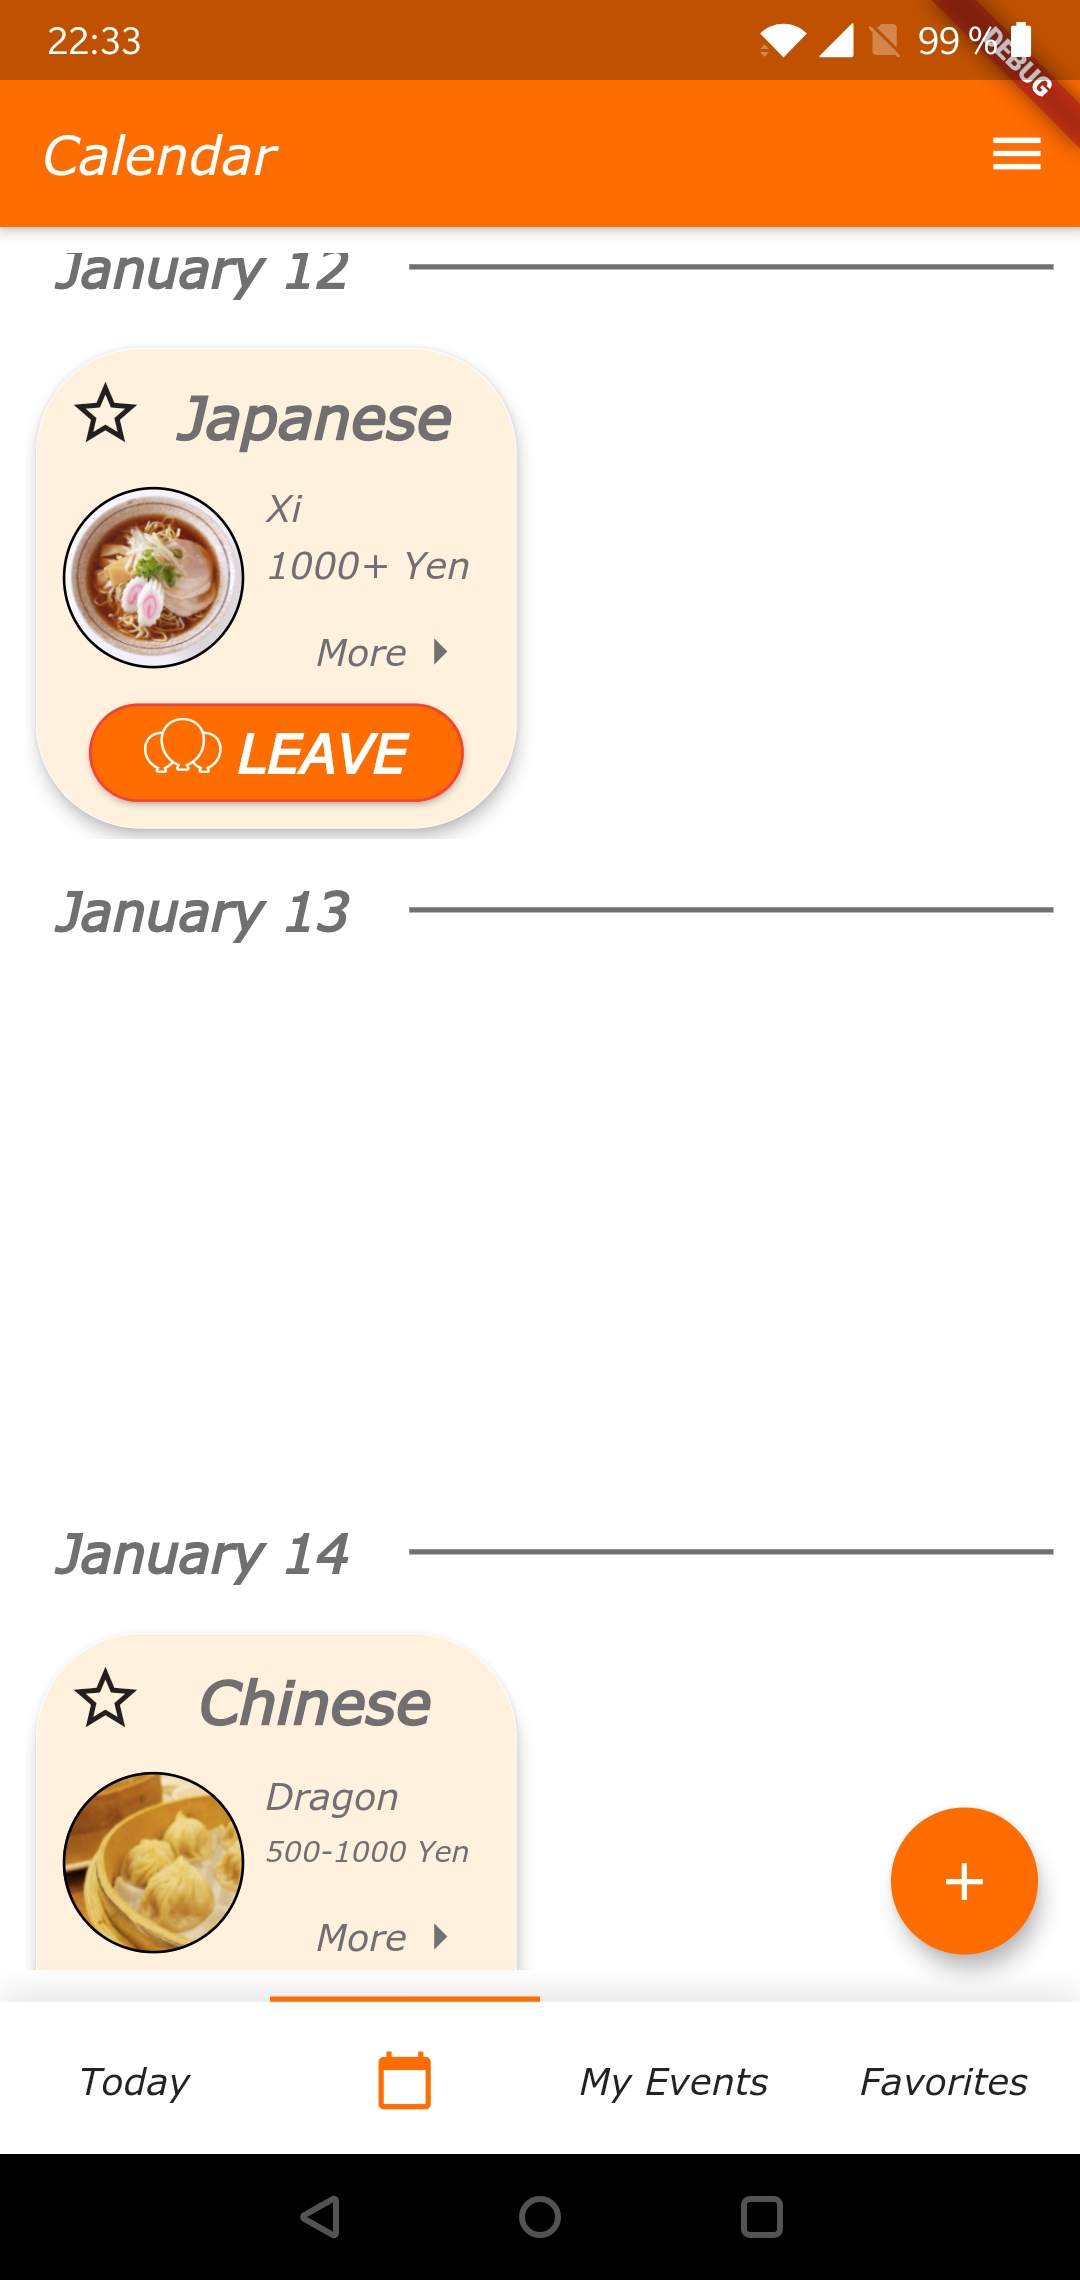 22:33
99 %
DEBUG
Calendar
January 12
Japanese
Xi
1000+ Yen
More
LEAVE
January 13
January 14
Chinese
Dragon
500-1000 Yen
More
Today
My Events
Favorites